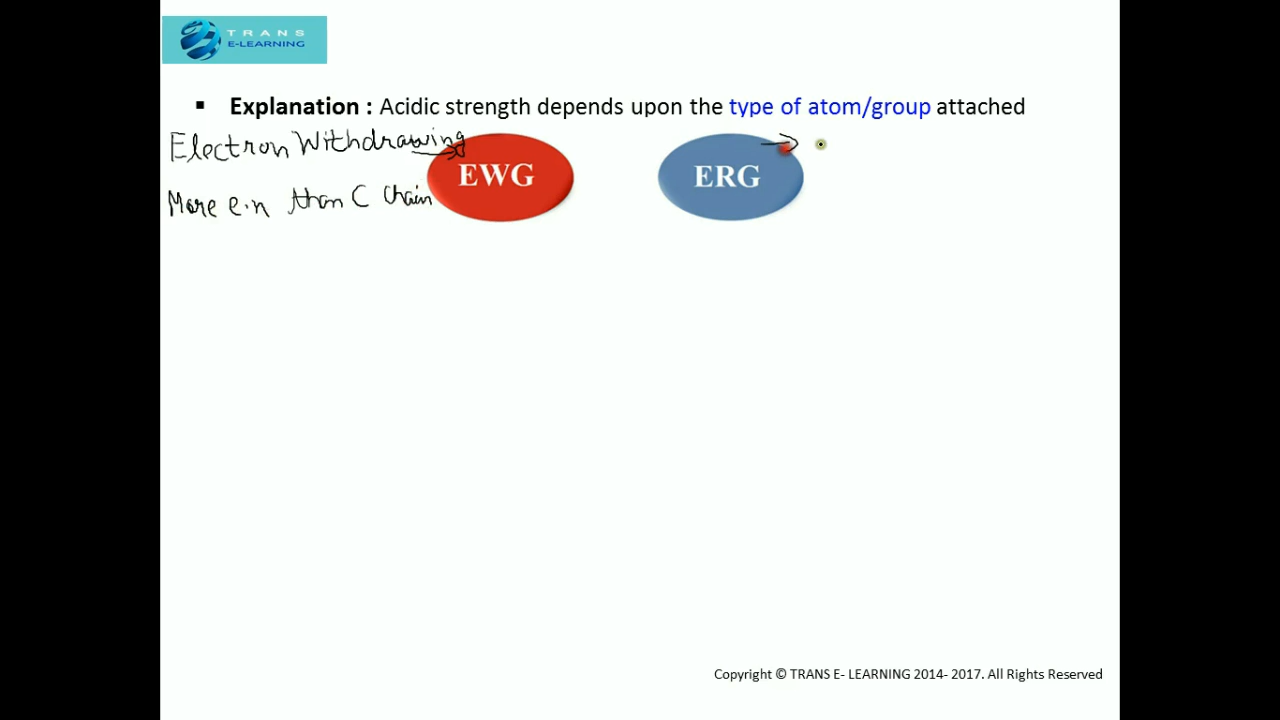 TRANS
E-LEARNING
▪ Explanation : Acidic strength depends upon the type of atom/group attached
Electron Withdrawing
EWG
ERG
More e.n than C chain
Copyright © TRANS E- LEARNING 2014- 2017. All Rights Reserved